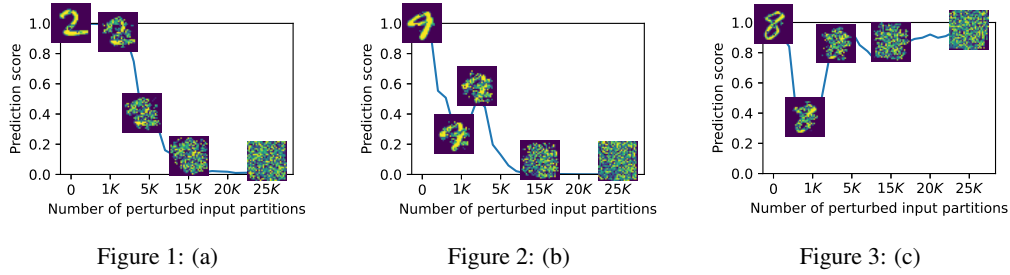 1.0
0.8
0.6
0.4
0.2
0.0
Prediction score
0 1K 5K 15K 20K 25K
Number of perturbed input partitions
2
Figure 1: (a)
1.0
0.8
0.6
0.4
0.2
0.0
Prediction score
0 1K 5K 15K 20K 25K
Number of perturbed input partitions
9
Figure 2: (b)
1.0
0.8
0.6
0.4
0.2
0.0
Prediction score
0 1K 5K 15K 20K 25K
Number of perturbed input partitions
8
Figure 3: (c)